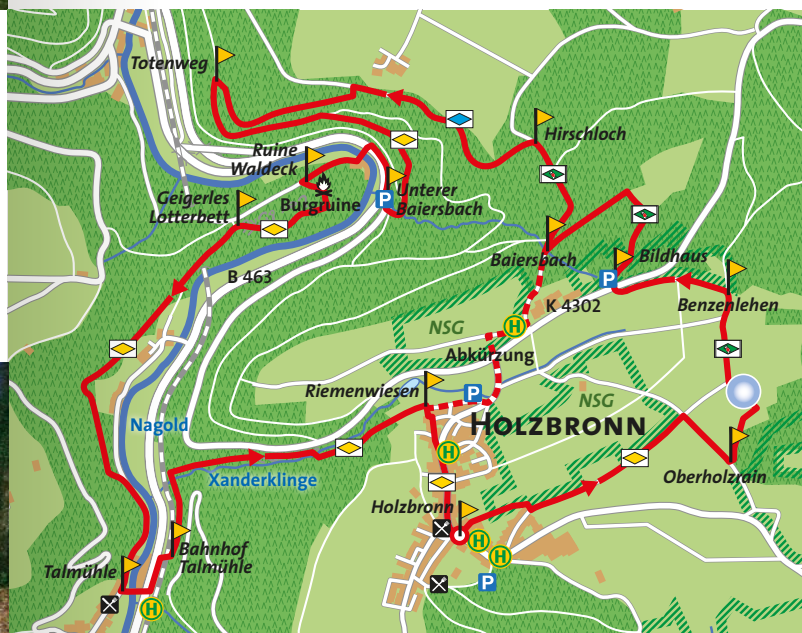 Totenweg
Hirschloch
Ruine
Waldeck
Geigerles
Lotterbett
Burgruine
P
Unterer
Baiersbach
Baiersbach
Bildhaus
P
Benzenlehen
B 463
K 4302
NSG
H
Abkürzung
Riemenwiesen
P
NSG
Nagold
HOLZBRONN
H
Xanderklinge
Oberholzrain
Holzbronn
H
H
Bahnhof
Talmühle
Talmühle
P
H